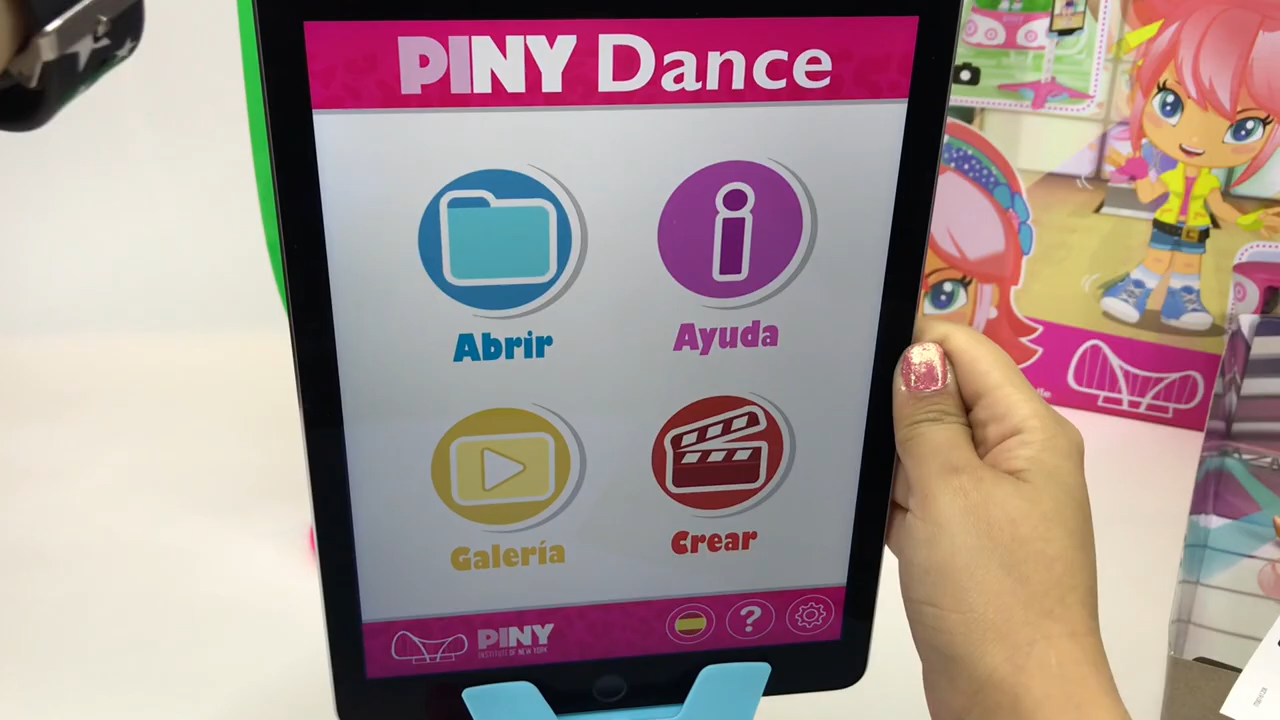 PINY Dance
Abrir
Ayuda
Galería
Crear
PINY
INSTITUTE OF NEW YORK
?